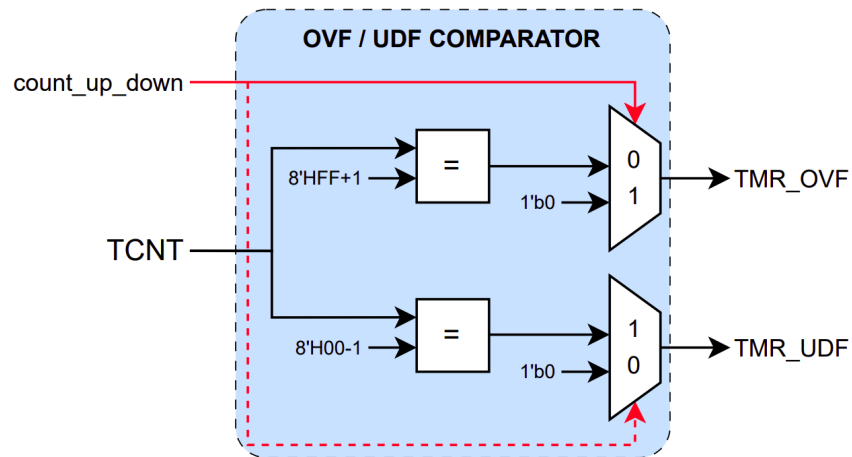 OVF / UDF COMPARATOR
count_up_down
=
8'HFF+1
0
1
1'b0
TMR_OVF
TCNT
=
8'H00-1
1
0
1'b0
TMR_UDF